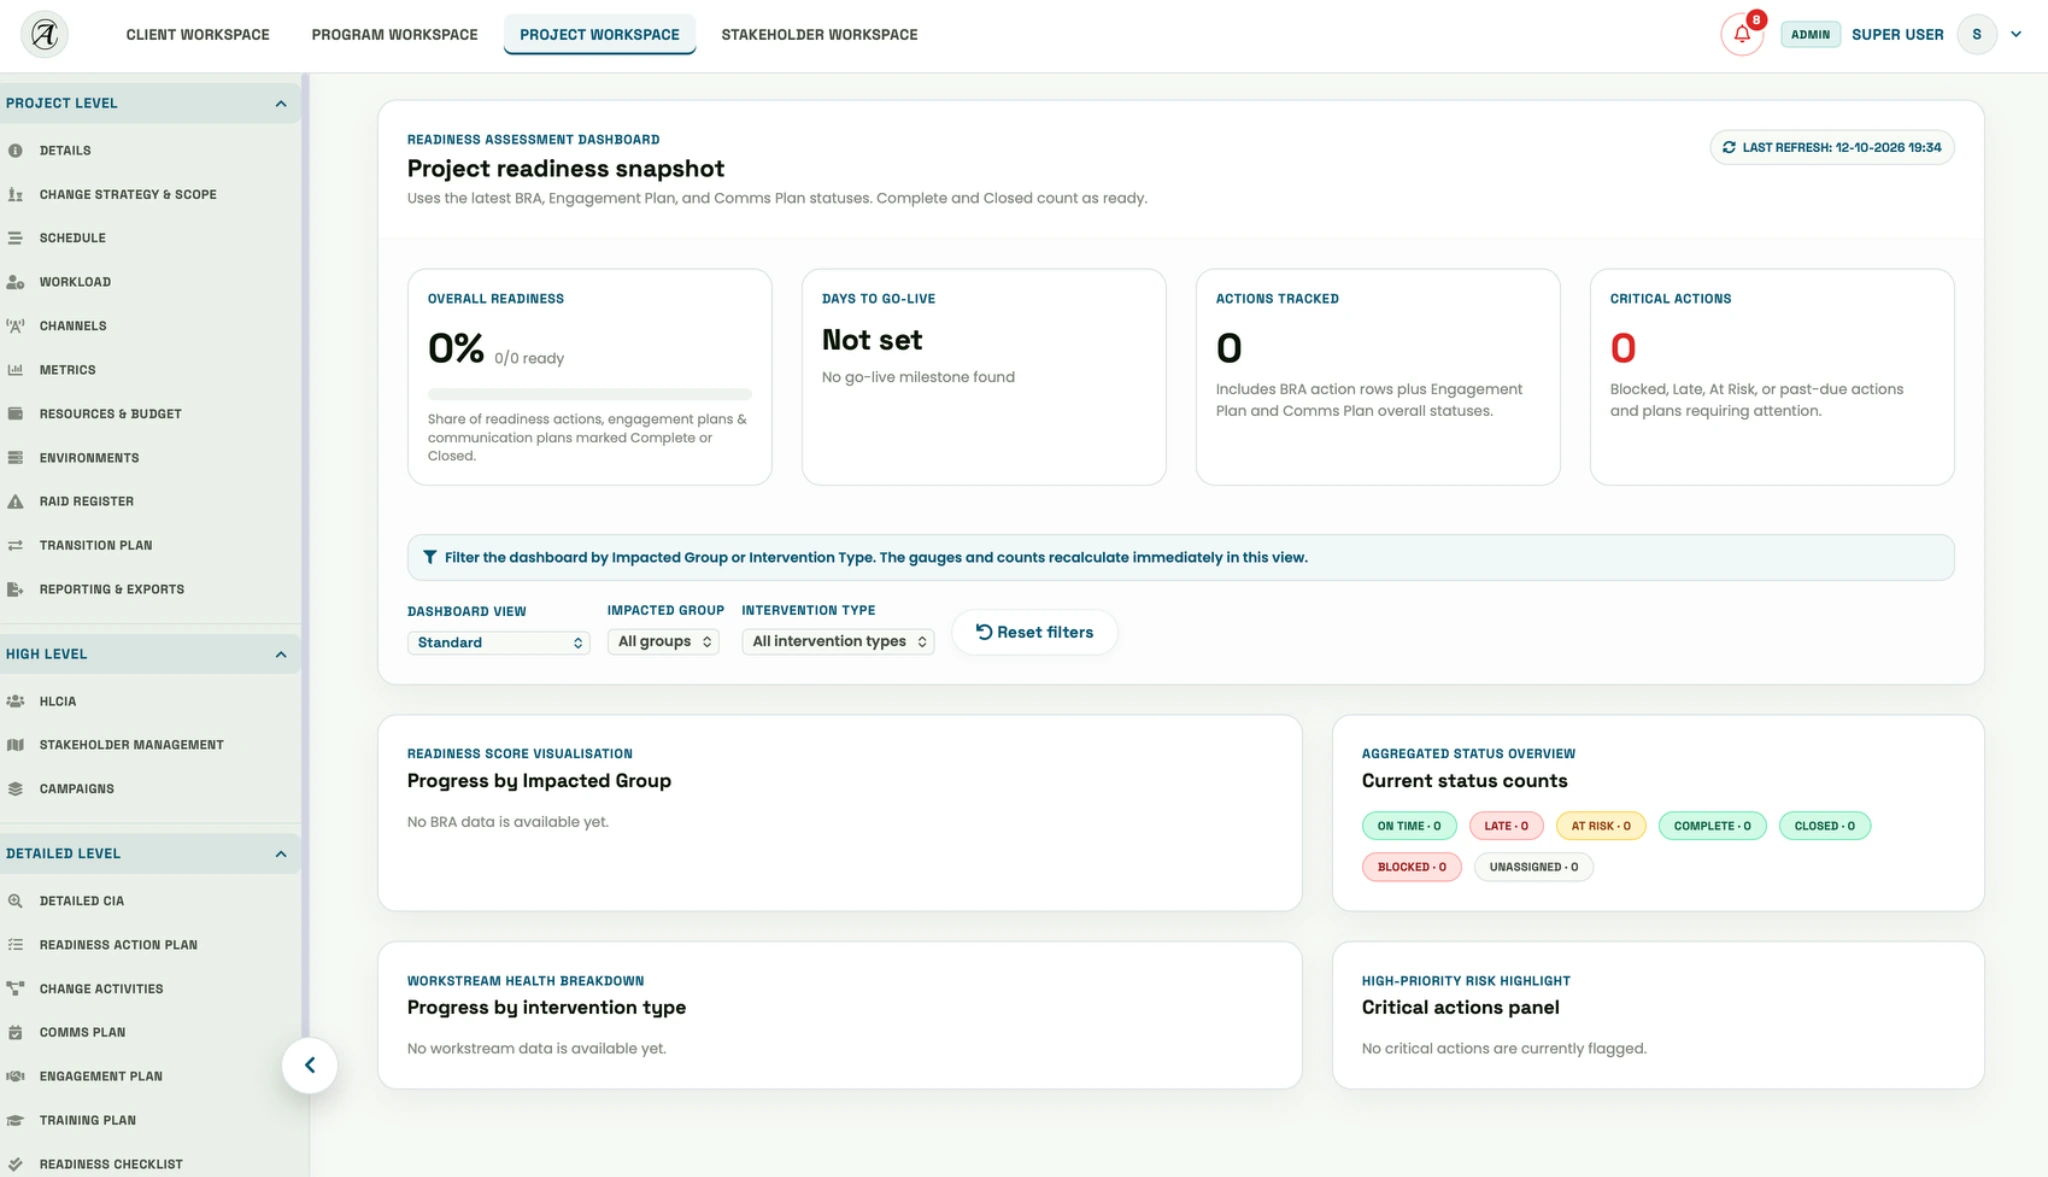 A
CLIENT WORKSPACE
PROGRAM WORKSPACE
PROJECT WORKSPACE
STAKEHOLDER WORKSPACE
8
ADMIN
SUPER USER
S
PROJECT LEVEL
DETAILS
CHANGE STRATEGY & SCOPE
SCHEDULE
WORKLOAD
CHANNELS
METRICS
RESOURCES & BUDGET
ENVIRONMENTS
RAID REGISTER
TRANSITION PLAN
REPORTING & EXPORTS
HIGH LEVEL
HLCIA
STAKEHOLDER MANAGEMENT
CAMPAIGNS
DETAILED LEVEL
DETAILED CIA
READINESS ACTION PLAN
CHANGE ACTIVITIES
COMMS PLAN
ENGAGEMENT PLAN
TRAINING PLAN
READINESS CHECKLIST
READINESS ASSESSMENT DASHBOARD
Project readiness snapshot
Uses the latest BRA, Engagement Plan, and Comms Plan statuses. Complete and Closed count as ready.
LAST REFRESH: 12-10-2026 19:34
OVERALL READINESS
0% 0/0 ready
Share of readiness actions, engagement plans &
communication plans marked Complete or
Closed.
DAYS TO GO-LIVE
Not set
No go-live milestone found
ACTIONS TRACKED
0
Includes BRA action rows plus Engagement
Plan and Comms Plan overall statuses.
CRITICAL ACTIONS
0
Blocked, Late, At Risk, or past-due actions
and plans requiring attention.
Filter the dashboard by Impacted Group or Intervention Type. The gauges and counts recalculate immediately in this view.
DASHBOARD VIEW
Standard
IMPACTED GROUP
All groups
INTERVENTION TYPE
All intervention types
Reset filters
READINESS SCORE VISUALISATION
Progress by Impacted Group
No BRA data is available yet.
AGGREGATED STATUS OVERVIEW
Current status counts
ON TIME · 0
LATE · 0
AT RISK · 0
COMPLETE · 0
CLOSED · 0
BLOCKED · 0
UNASSIGNED · 0
WORKSTREAM HEALTH BREAKDOWN
Progress by intervention type
No workstream data is available yet.
HIGH-PRIORITY RISK HIGHLIGHT
Critical actions panel
No critical actions are currently flagged.